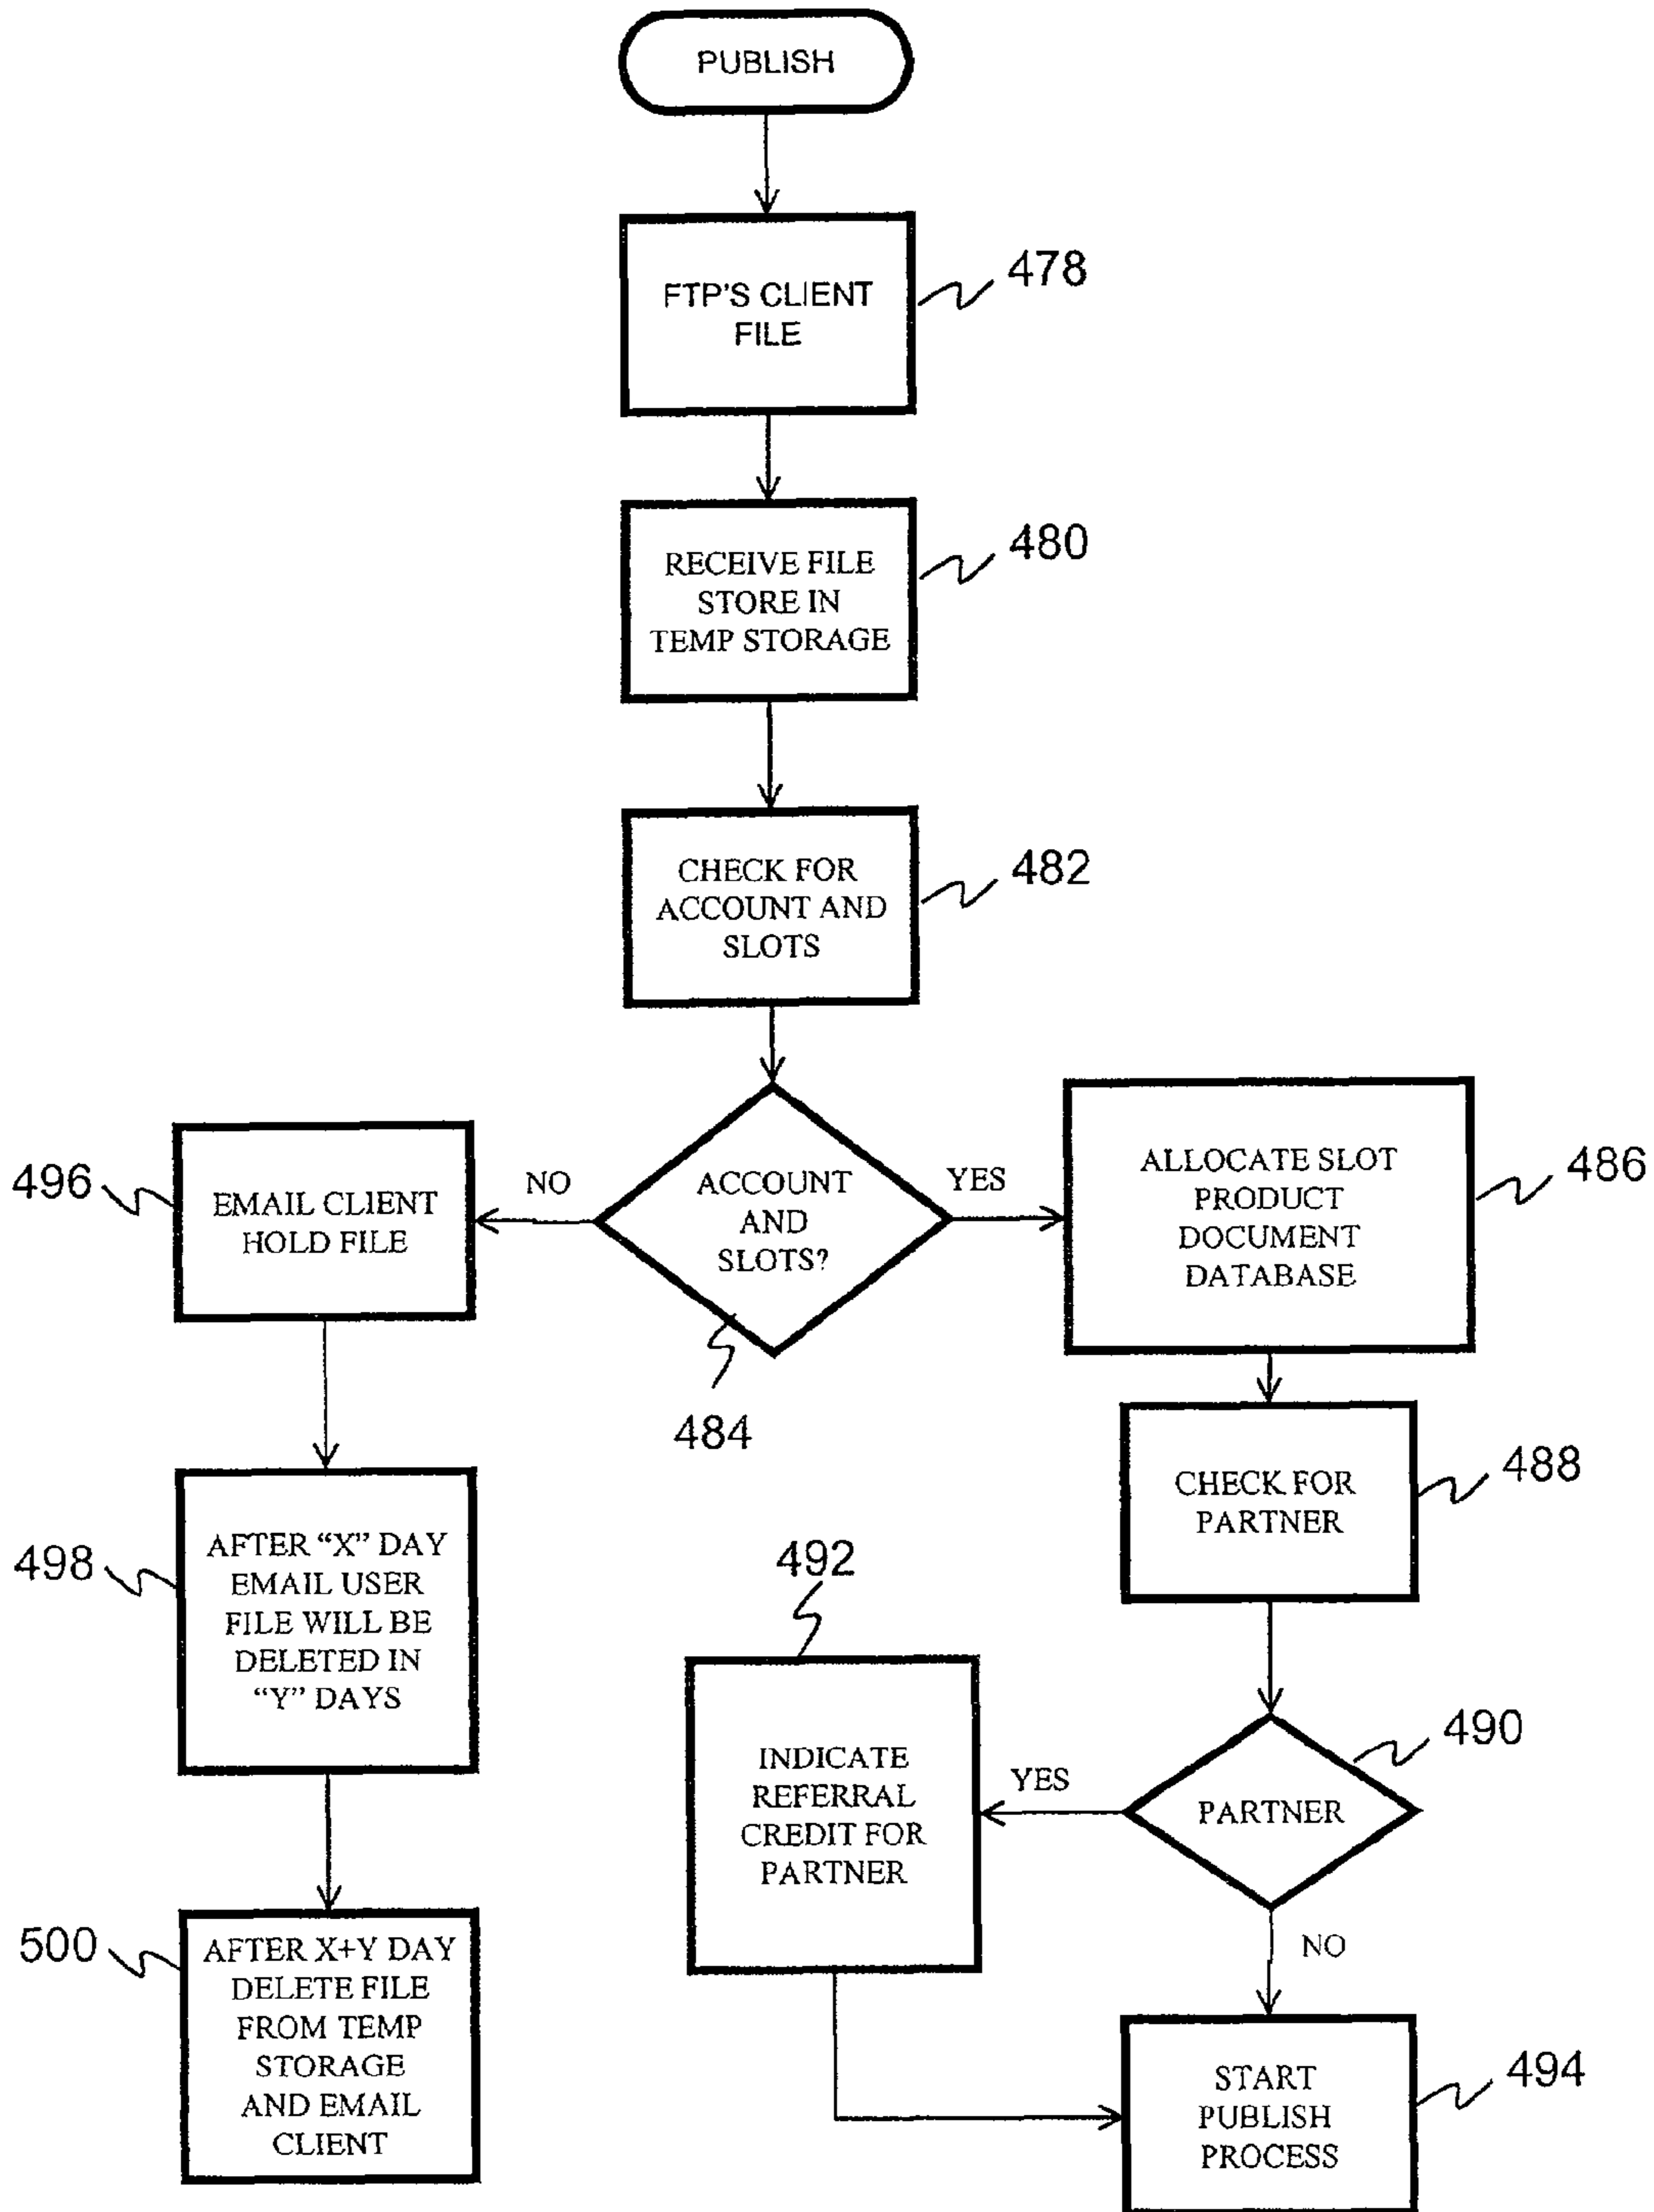 PUBLISH
FTP'S CLIENT
FILE
478
RECEIVE FILE
STORE IN
TEMP STORAGE
480
CHECK FOR
ACCOUNT AND
SLOTS
482
ACCOUNT
AND
SLOTS?
484
NO
YES
EMAIL CLIENT
HOLD FILE
496
AFTER “X” DAY
EMAIL USER
FILE WILL BE
DELETED IN
“Y” DAYS
498
AFTER X+Y DAY
DELETE FILE
FROM TEMP
STORAGE
AND EMAIL
CLIENT
500
ALLOCATE SLOT
PRODUCT
DOCUMENT
DATABASE
486
CHECK FOR
PARTNER
488
PARTNER
490
YES
NO
INDICATE
REFERRAL
CREDIT FOR
PARTNER
492
START
PUBLISH
PROCESS
494